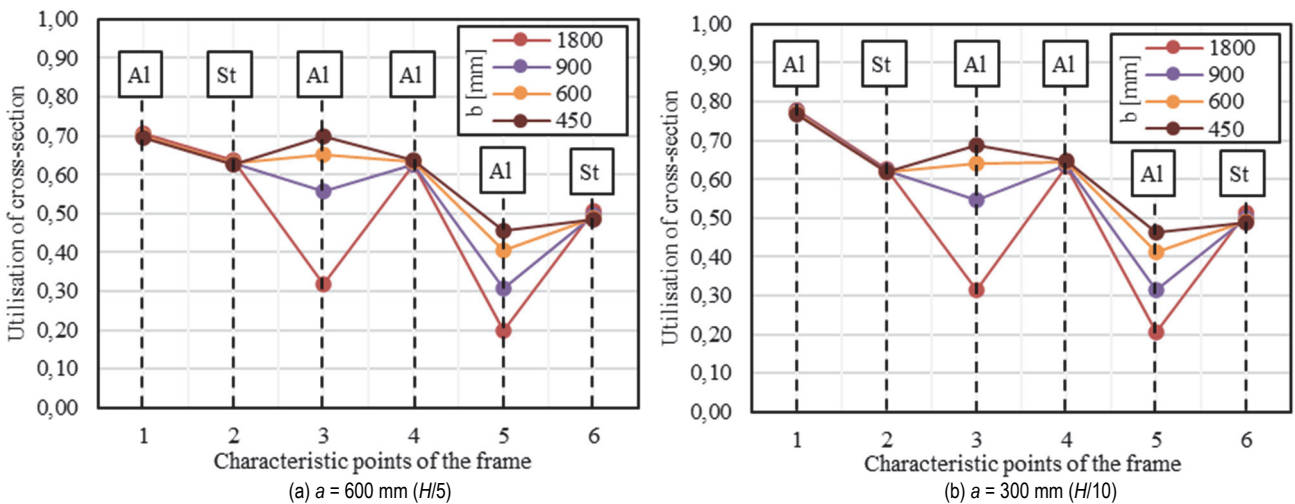 1,00
0,90
0,80
0,70
0,60
0,50
0,40
0,30
0,20
0,10
0,00
Utilisation of cross-section
Al
St
Al
Al
Al
St
b [mm]
1800
900
600
450
1 2 3 4 5 6
Characteristic points of the frame
(a) a = 600 mm (H/5)
1,00
0,90
0,80
0,70
0,60
0,50
0,40
0,30
0,20
0,10
0,00
Utilisation of cross-section
Al
St
Al
Al
Al
St
b [mm]
1800
900
600
450
1 2 3 4 5 6
Characteristic points of the frame
(b) a = 300 mm (H/10)